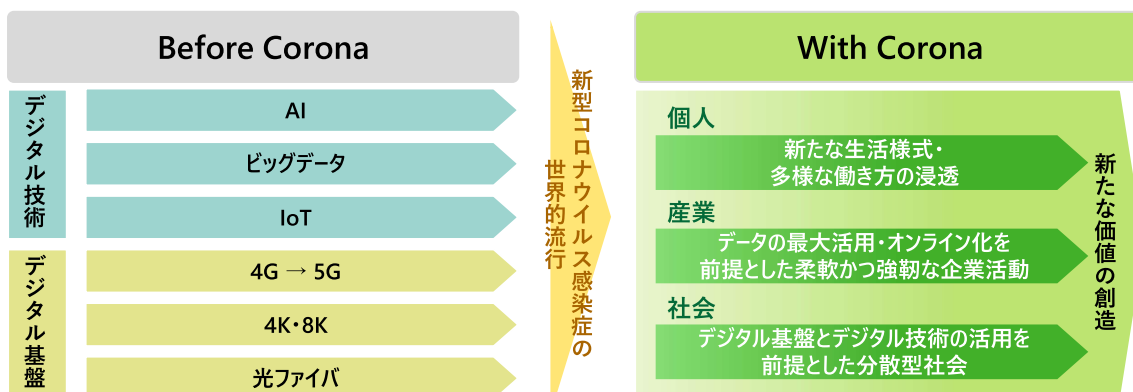 Before Corona
デジタル技術
AI
ビッグデータ
IoT
デジタル基盤
4G → 5G
4K・8K
光ファイバ
新型コロナウイルス感染症の
世界的流行
With Corona
個人
新たな生活様式・
多様な働き方の浸透
産業
データの最大活用・オンライン化を
前提とした柔軟かつ強靭な企業活動
社会
デジタル基盤とデジタル技術の活用を
前提とした分散型社会
新たな価値の創造